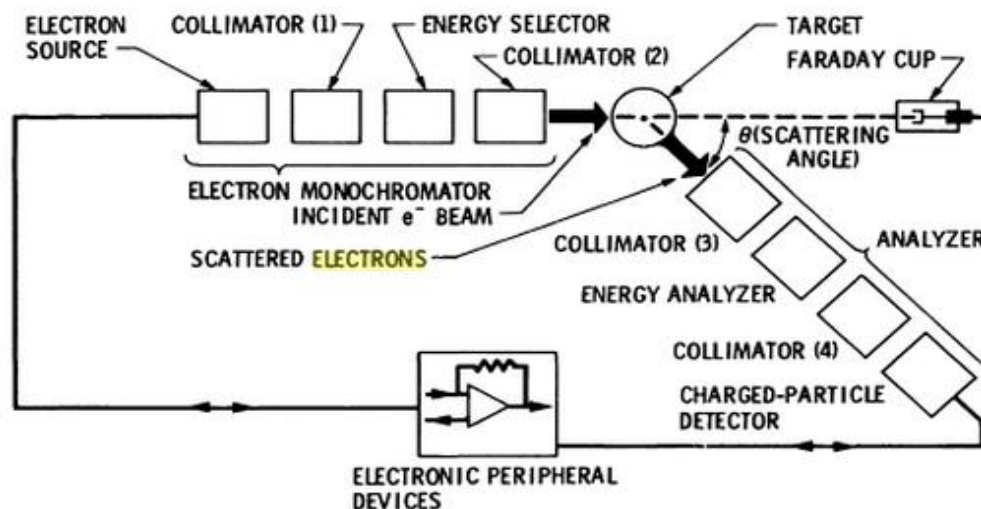 ELECTRON
SOURCE
COLLIMATOR (1)
ENERGY SELECTOR
COLLIMATOR (2)
TARGET
FARADAY CUP
θ(SCATTERING
ANGLE)
ELECTRON MONOCHROMATOR
INCIDENT e⁻ BEAM
SCATTERED ELECTRONS
COLLIMATOR (3)
ANALYZER
ENERGY ANALYZER
COLLIMATOR (4)
CHARGED-PARTICLE
DETECTOR
ELECTRONIC PERIPHERAL
DEVICES